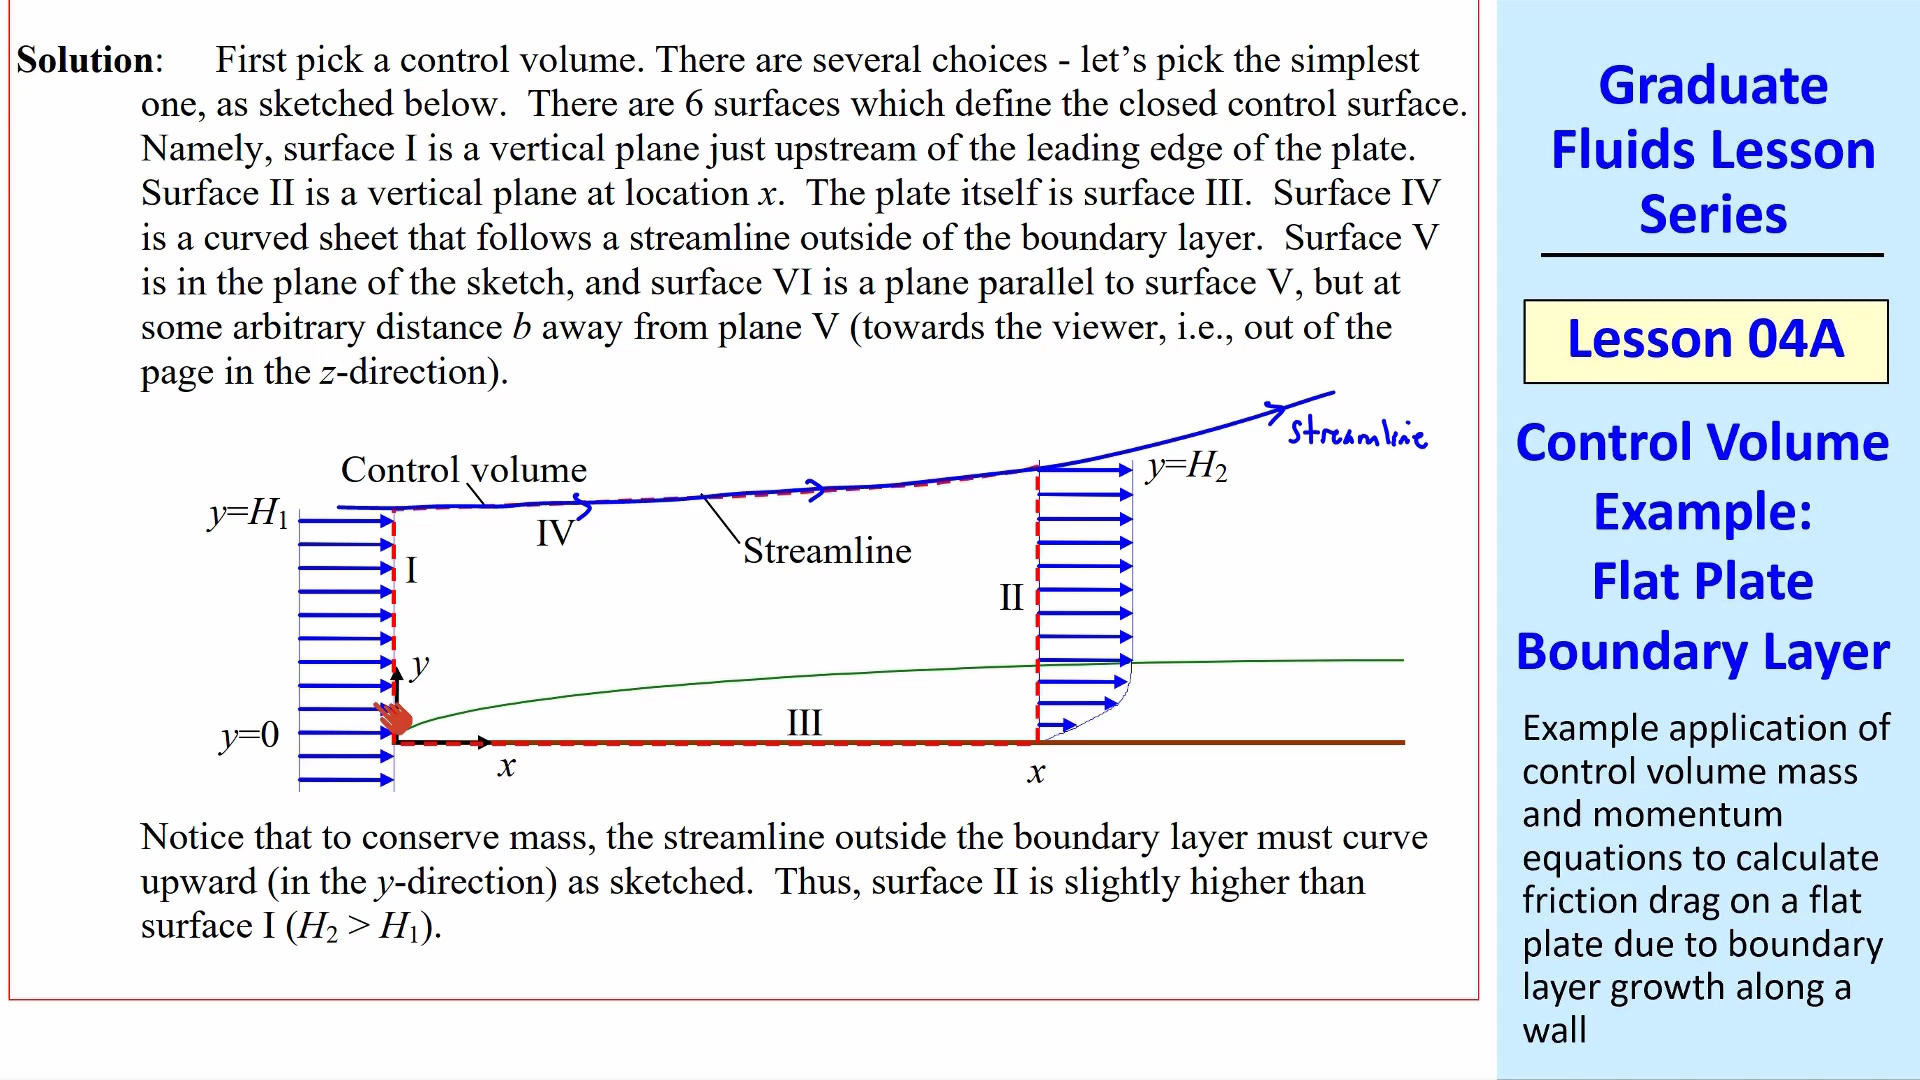 Solution: First pick a control volume. There are several choices - let’s pick the simplest
one, as sketched below. There are 6 surfaces which define the closed control surface.
Namely, surface I is a vertical plane just upstream of the leading edge of the plate.
Surface II is a vertical plane at location x. The plate itself is surface III. Surface IV
is a curved sheet that follows a streamline outside of the boundary layer. Surface V
is in the plane of the sketch, and surface VI is a plane parallel to surface V, but at
some arbitrary distance b away from plane V (towards the viewer, i.e., out of the
page in the z-direction).
Streamline
Control volume
y=H₂
y=H₁
IV
Streamline
I
II
y
III
y=0
x
x
Notice that to conserve mass, the streamline outside the boundary layer must curve
upward (in the y-direction) as sketched. Thus, surface II is slightly higher than
surface I (H₂ > H₁).
Graduate
Fluids Lesson
Series
Lesson 04A
Control Volume
Example:
Flat Plate
Boundary Layer
Example application of
control volume mass
and momentum
equations to calculate
friction drag on a flat
plate due to boundary
layer growth along a
wall